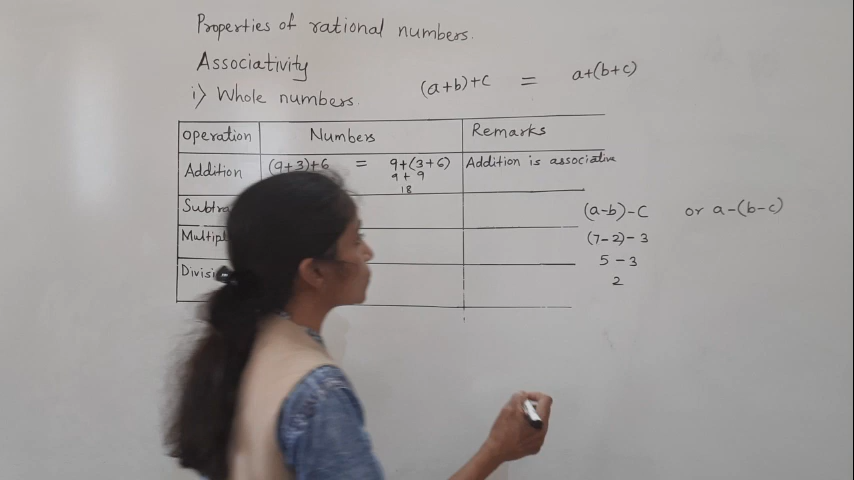 Properties of rational numbers.
Associativity
i) Whole numbers.
(a+b)+c = a+(b+c)
Operation Numbers Remarks
Addition (9+3)+6 = 9+(3+6) Addition is associative
9 + 9
18
(a-b)-c or a-(b-c)
(7-2)-3
5 - 3
2